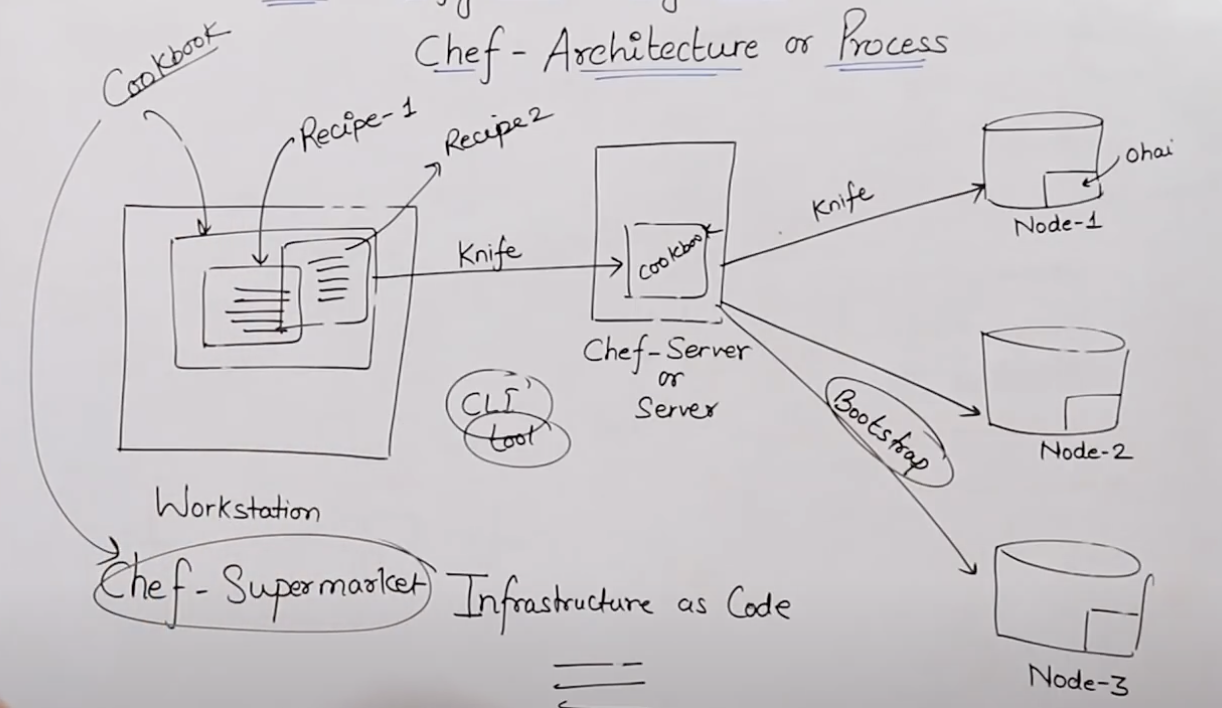 Chef - Architecture or Process
Cookbook
Recipe-1
Recipe 2
Knife
Cookbook
Knife
Ohai
Node-1
Chef-Server
or
Server
CLI
tool
Bootstrap
Node-2
Workstation
Chef-Supermarket
Infrastructure as Code
Node-3